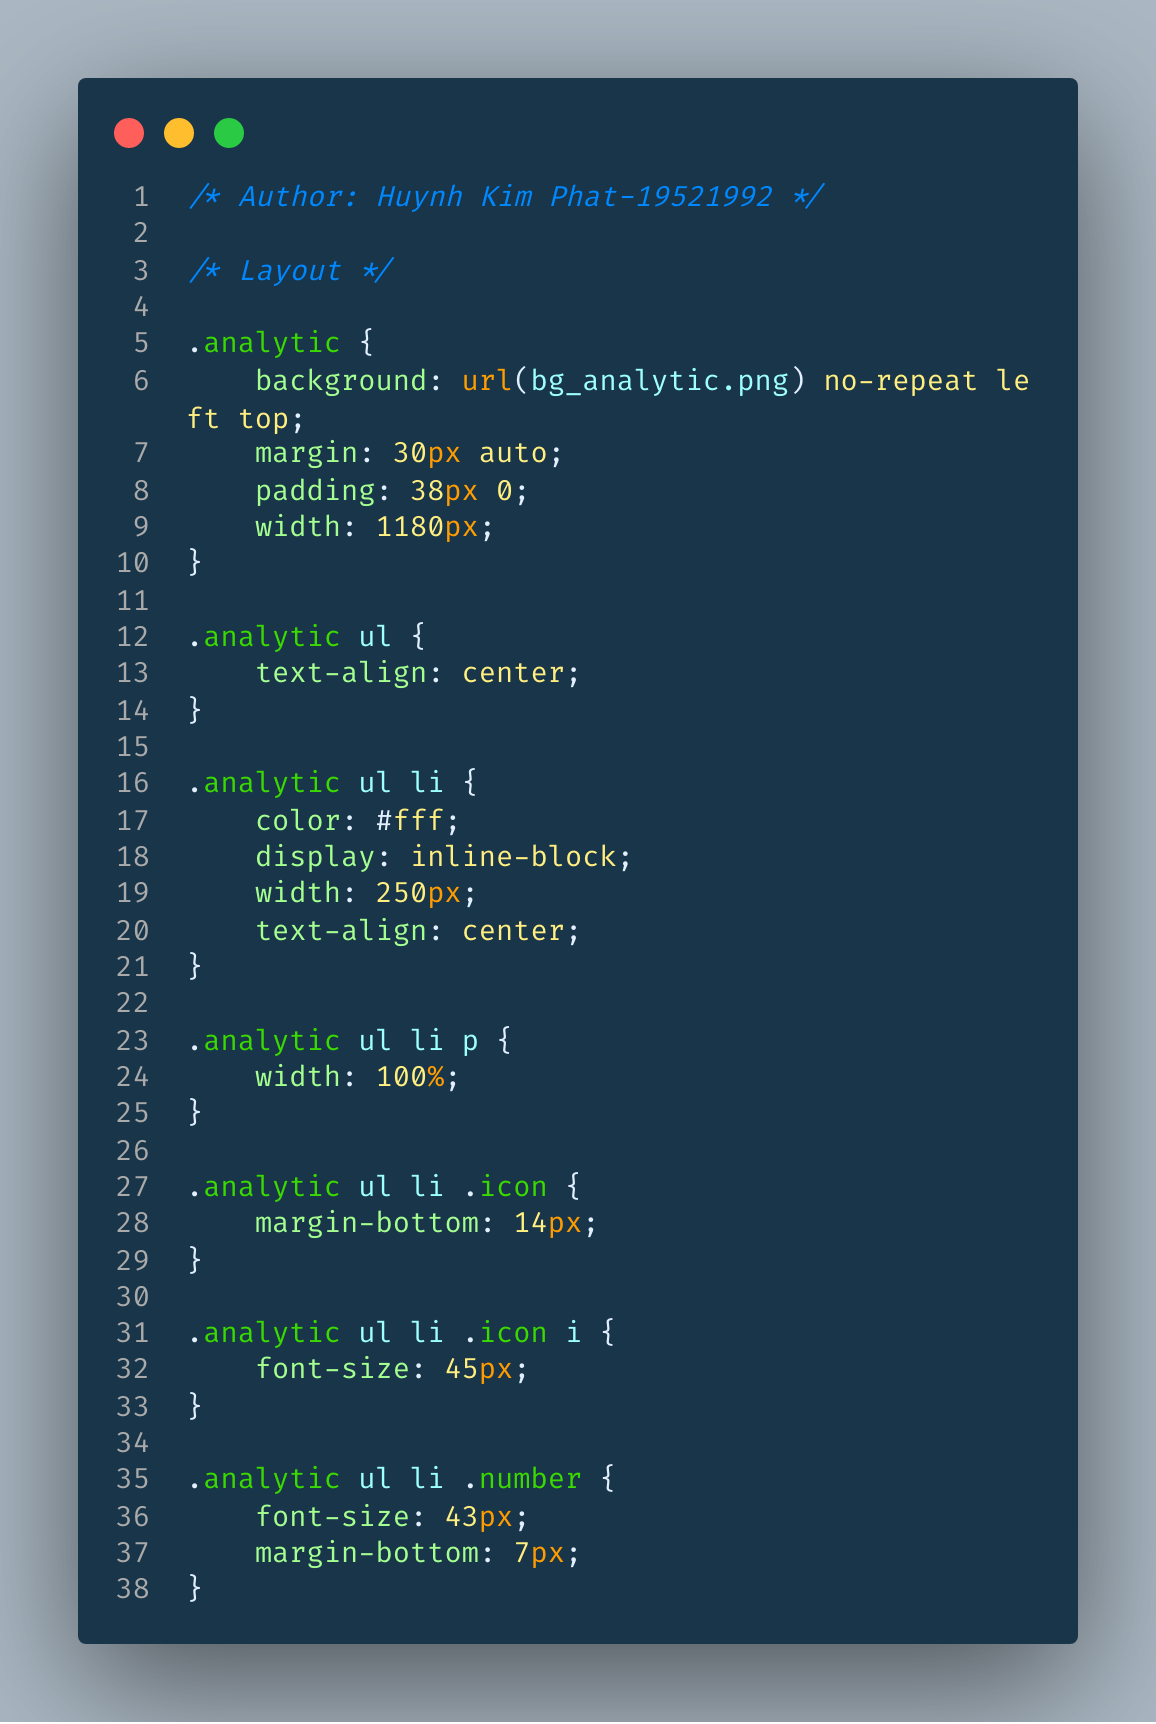 1 /* Author: Huynh Kim Phat-19521992 */
2
3 /* Layout */
4
5 .analytic {
6     background: url(bg_analytic.png) no-repeat le
ft top;
7     margin: 30px auto;
8     padding: 38px 0;
9     width: 1180px;
10 }
11
12 .analytic ul {
13     text-align: center;
14 }
15
16 .analytic ul li {
17     color: #fff;
18     display: inline-block;
19     width: 250px;
20     text-align: center;
21 }
22
23 .analytic ul li p {
24     width: 100%;
25 }
26
27 .analytic ul li .icon {
28     margin-bottom: 14px;
29 }
30
31 .analytic ul li .icon i {
32     font-size: 45px;
33 }
34
35 .analytic ul li .number {
36     font-size: 43px;
37     margin-bottom: 7px;
38 }